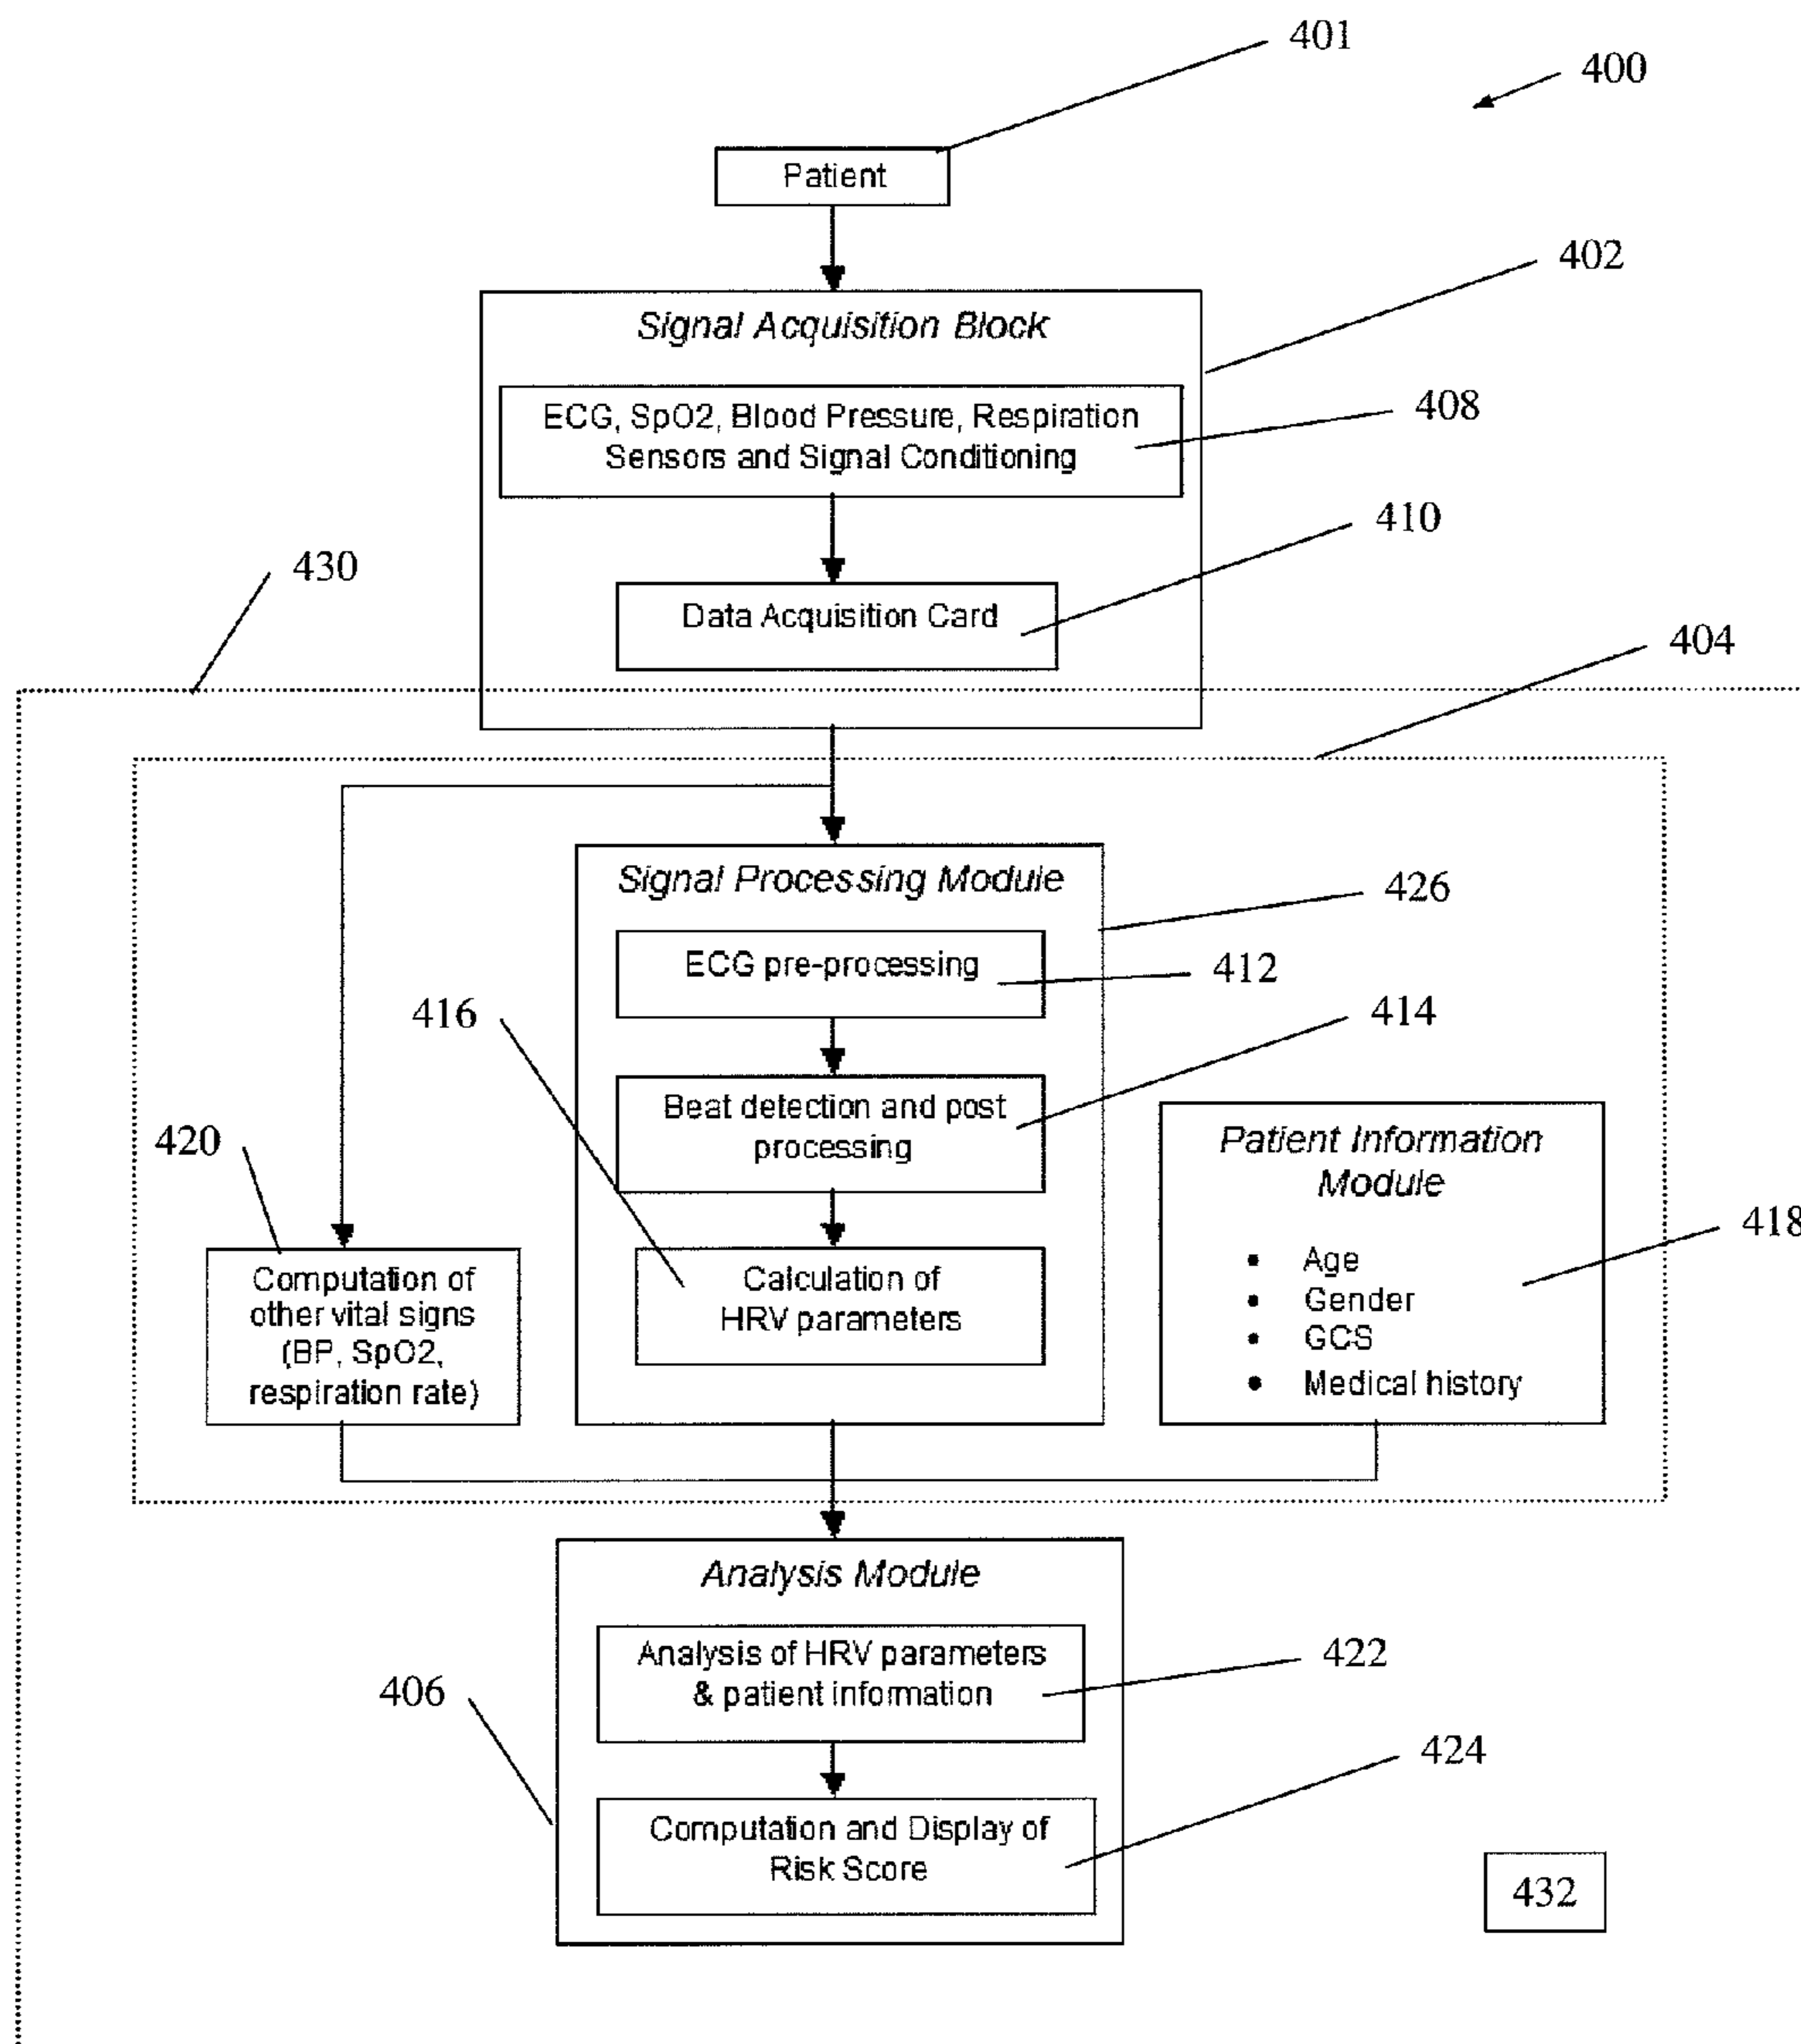 401
400
Patient
402
Signal Acquisition Block
ECG, SpO2, Blood Pressure, Respiration
Sensors and Signal Conditioning
408
410
430
Data Acquisition Card
404
Signal Processing Module
426
ECG pre-processing
412
416
414
Beat detection and post
processing
420
Patient Information
Module
418
Computation of
other vital signs
(BP, SpO2,
respiration rate)
Calculation of
HRV parameters
• Age
• Gender
• GCS
• Medical history
Analysis Module
Analysis of HRV parameters
& patient information
422
406
424
Computation and Display of
Risk Score
432